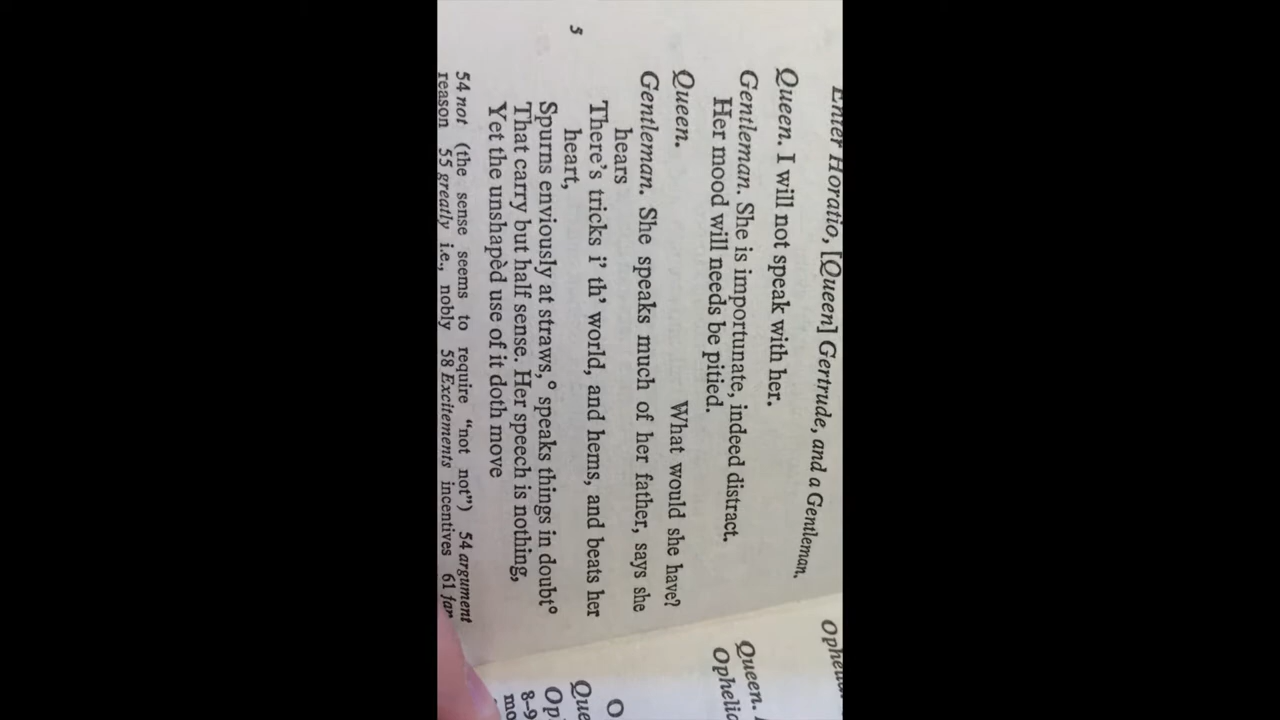 Enter Horatio, [Queen] Gertrude, and a Gentleman.
Queen. I will not speak with her.
Gentleman. She is importunate, indeed distract.
Her mood will needs be pitied.
Queen. What would she have?
Gentleman. She speaks much of her father, says she
hears
There's tricks i' th' world, and hems, and beats her
heart,
5
Spurns enviously at straws,° speaks things in doubt°
That carry but half sense. Her speech is nothing,
Yet the unshapèd use of it doth move
54 not (the sense seems to require "not not") 54 argument
reason 55 greatly i.e., nobly 58 Excitements incentives 61 far
Queen.
8-9